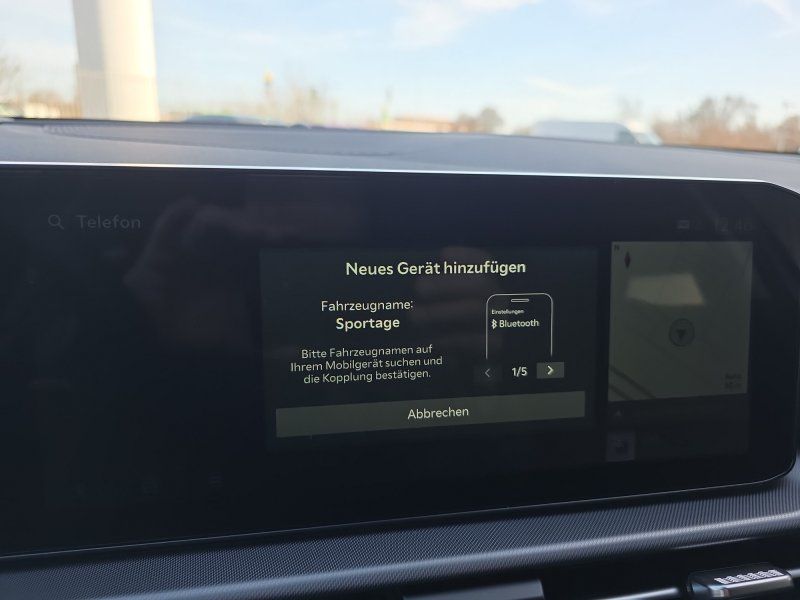 Telefon
Neues Gerät hinzufügen
Fahrzeugname:
Sportage
Bitte Fahrzeugnamen auf
Ihrem Mobilgerät suchen und
die Kopplung bestätigen.
Einstellungen
Bluetooth
1/5
Abbrechen
N